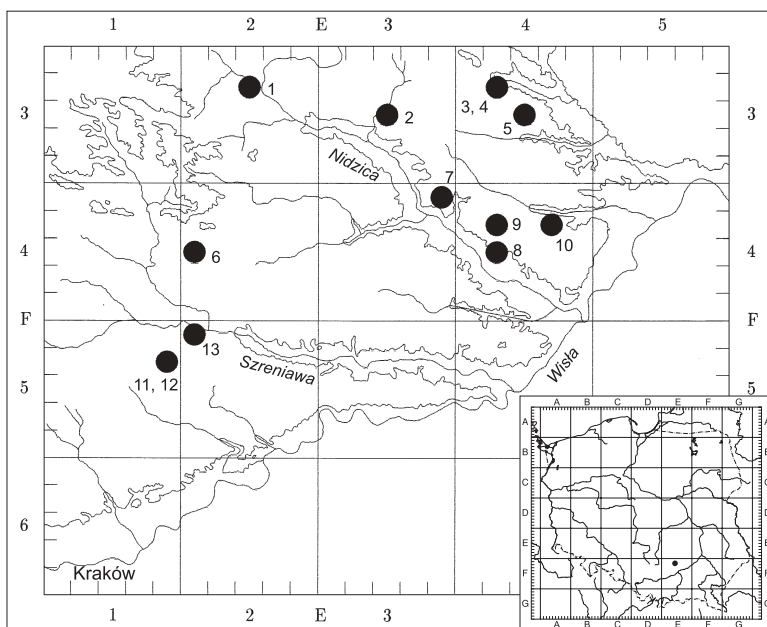 1 2 E 3 4 5
3 1 2 3, 4 5 3
Nidzica
7
4 6 9 8 10 4
F 13 F
5 11, 12 Szreniawa Wisła 5
A B C D E F G
A A
B B
C C
D D
E E
F F
G G
A B C D E F G
6
Kraków
1 2 E 3